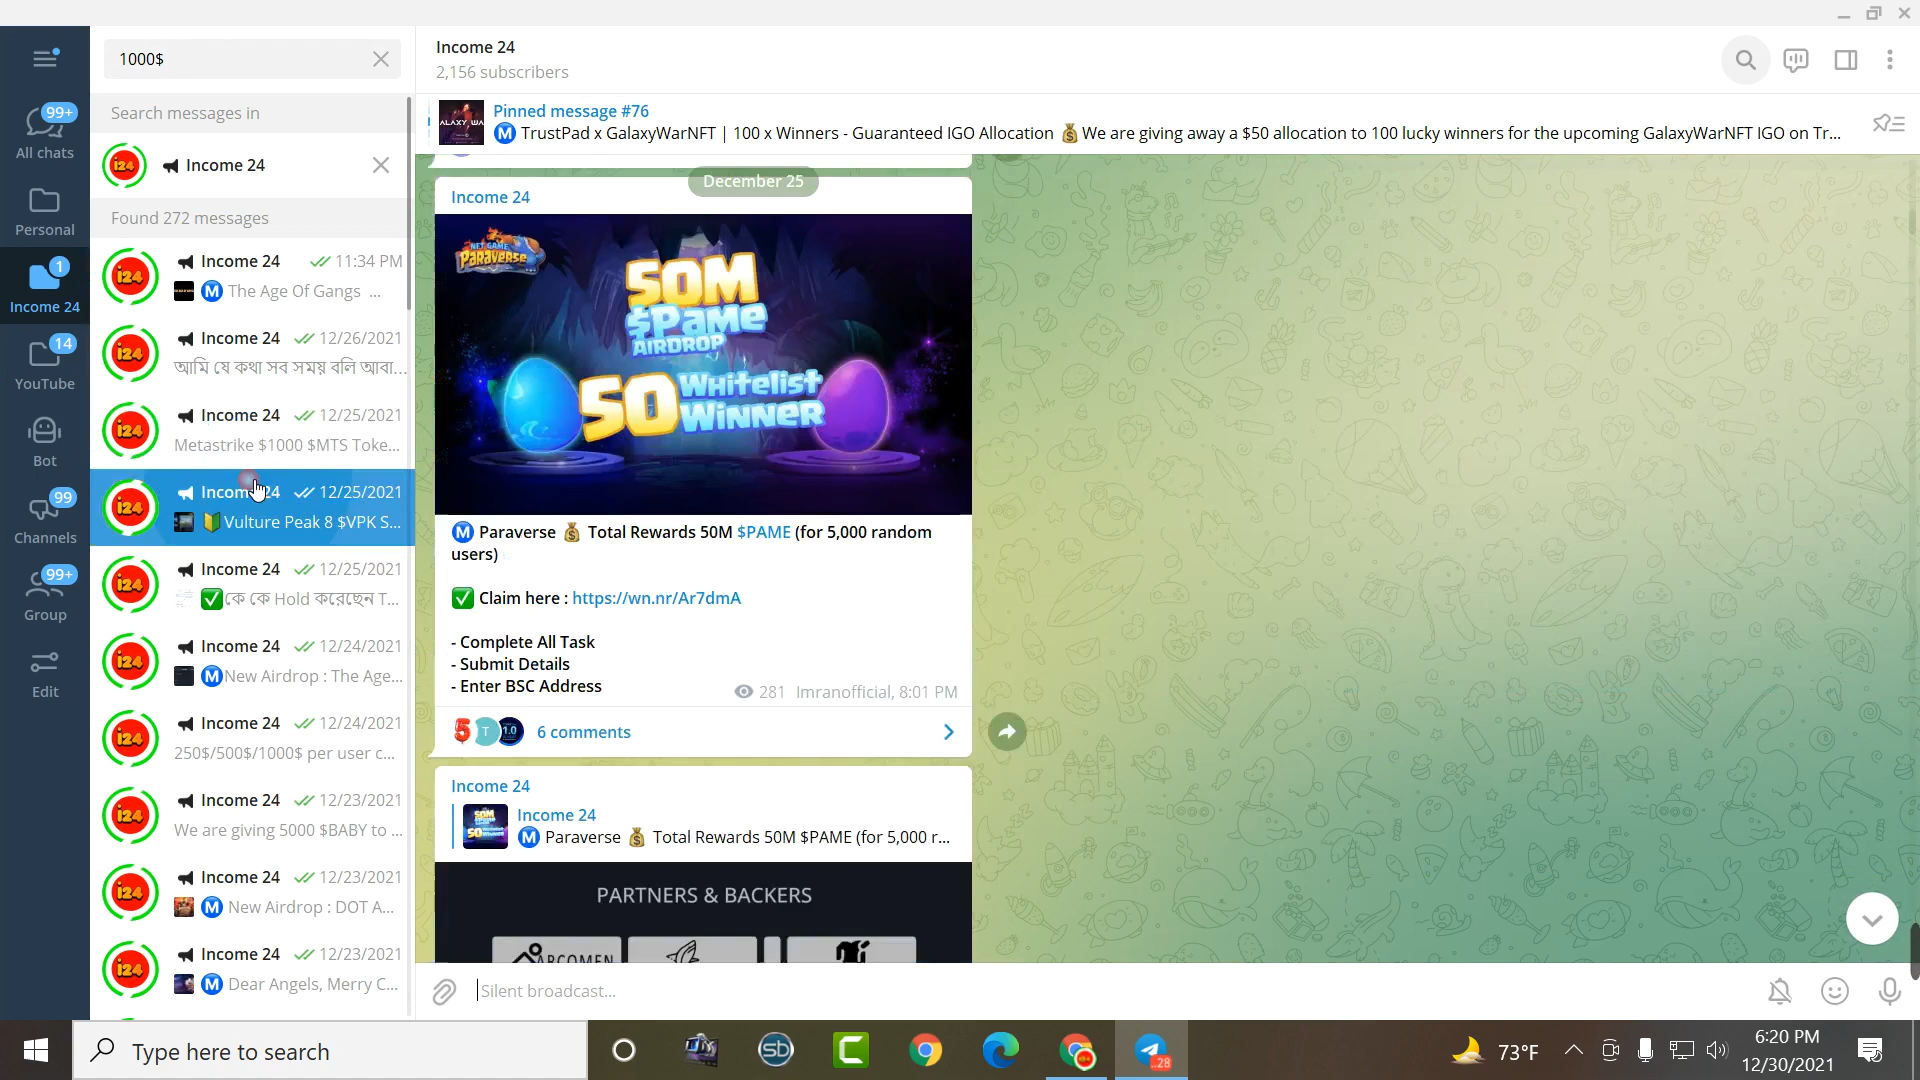 1000$
Search messages in
Income 24
Found 272 messages
Income 24 11:34 PM
Ⓜ️ The Age Of Gangs ...
Income 24 12/26/2021
আমি যে কথা সব সময় বলি আবা...
Income 24 12/25/2021
Metastrike $1000 $MTS Toke...
Income 24 12/25/2021
🔰Vulture Peak 8 $VPK S...
Income 24 12/25/2021
✅কে কে Hold করেছেন T...
Income 24 12/24/2021
Ⓜ️New Airdrop : The Age...
Income 24 12/24/2021
250$/500$/1000$ per user c...
Income 24 12/23/2021
We are giving 5000 $BABY to ...
Income 24 12/23/2021
Ⓜ️ New Airdrop : DOT A...
Income 24 12/23/2021
Ⓜ️ Dear Angels, Merry C...
99+
All chats
Personal
1
Income 24
14
YouTube
Bot
99
Channels
99+
Group
Edit
Income 24
2,156 subscribers
Pinned message #76
Ⓜ️ TrustPad x GalaxyWarNFT | 100 x Winners - Guaranteed IGO Allocation 💰We are giving away a $50 allocation to 100 lucky winners for the upcoming GalaxyWarNFT IGO on Tr...
December 25
Income 24
NFT GAME
PARAVERSE
50M
$PAME
AIRDROP
50 WHITELIST
WINNER
Ⓜ️ Paraverse 💰 Total Rewards 50M $PAME (for 5,000 random
users)
✅ Claim here : https://wn.nr/Ar7dmA
- Complete All Task
- Submit Details
- Enter BSC Address
281 Imranofficial, 8:01 PM
6 comments
Income 24
Income 24
Ⓜ️ Paraverse 💰 Total Rewards 50M $PAME (for 5,000 r...
PARTNERS & BACKERS
Silent broadcast...
Type here to search
..28
73°F
6:20 PM
12/30/2021